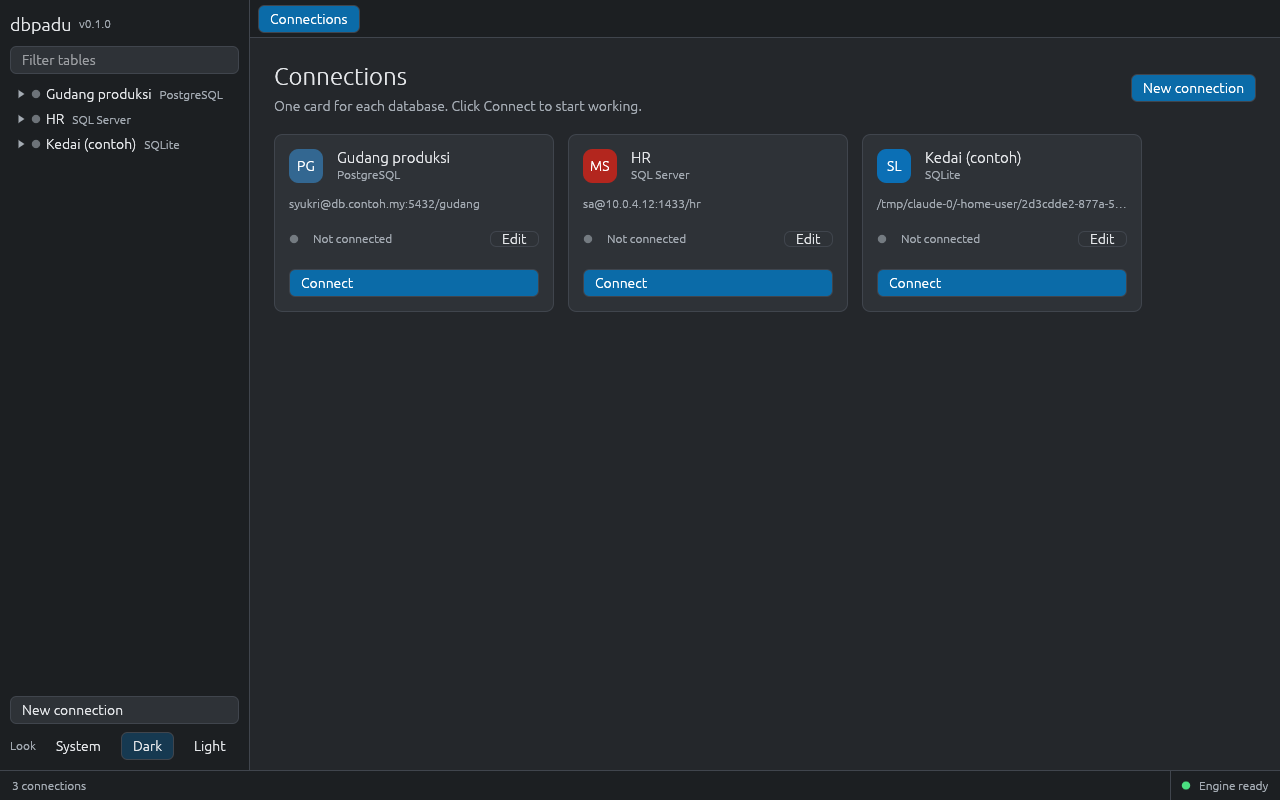 dbpadu v0.1.0
Filter tables
Gudang produksi PostgreSQL
HR SQL Server
Kedai (contoh) SQLite
New connection
Look System Dark Light
3 connections
Connections
Connections
One card for each database. Click Connect to start working.
New connection
PG
Gudang produksi
PostgreSQL
syukri@db.contoh.my:5432/gudang
Not connected Edit
Connect
MS
HR
SQL Server
sa@10.0.4.12:1433/hr
Not connected Edit
Connect
SL
Kedai (contoh)
SQLite
/tmp/claude-0/-home-user/2d3cdde2-877a-5...
Not connected Edit
Connect
Engine ready